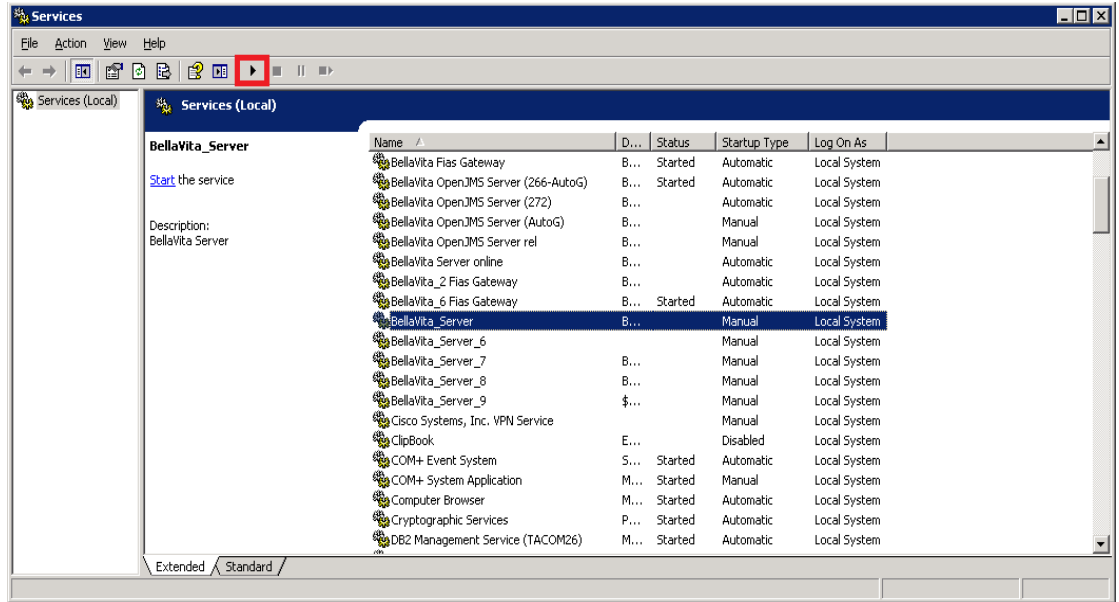 Services
File Action View Help
Services (Local)
Services (Local)
BellaVita_Server
Start the service
Description:
BellaVita Server
Name D... Status Startup Type Log On As
BellaVita Fias Gateway B... Started Automatic Local System
BellaVita OpenJMS Server (266-AutoG) B... Started Automatic Local System
BellaVita OpenJMS Server (272) B... Automatic Local System
BellaVita OpenJMS Server (AutoG) B... Manual Local System
BellaVita OpenJMS Server rel B... Manual Local System
BellaVita Server online B... Automatic Local System
BellaVita_2 Fias Gateway B... Automatic Local System
BellaVita_6 Fias Gateway B... Started Automatic Local System
BellaVita_Server B... Manual Local System
BellaVita_Server_6 Manual Local System
BellaVita_Server_7 B... Manual Local System
BellaVita_Server_8 B... Manual Local System
BellaVita_Server_9 $... Manual Local System
Cisco Systems, Inc. VPN Service Manual Local System
ClipBook E... Disabled Local System
COM+ Event System S... Started Automatic Local System
COM+ System Application M... Started Manual Local System
Computer Browser M... Started Automatic Local System
Cryptographic Services P... Started Automatic Local System
DB2 Management Service (TACOM26) M... Started Automatic Local System
Extended Standard